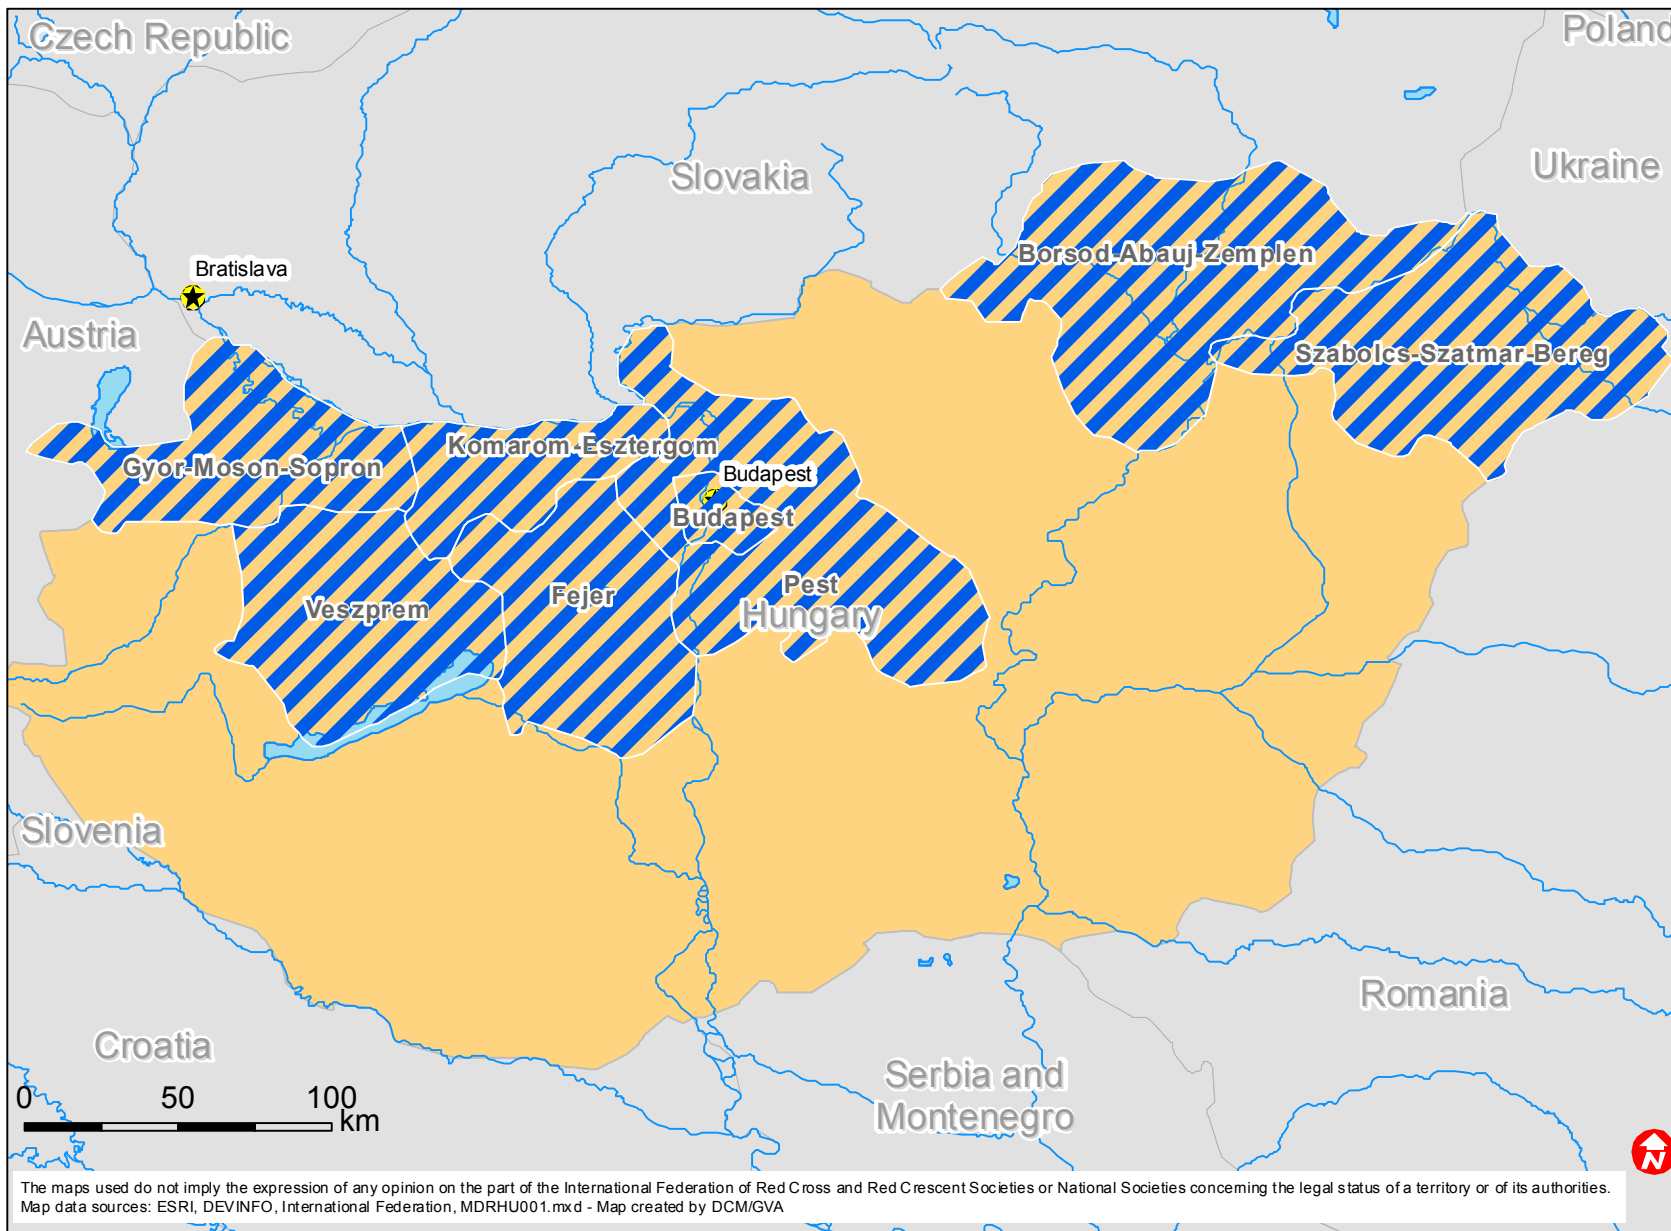 Czech Republic
Poland
Slovakia
Ukraine
Borsod-Abauj-Zemplen
Bratislava
Austria
Szabolcs-Szatmar-Bereg
Komarom-Esztergom
Gyor-Moson-Sopron
Budapest
Budapest
Pest
Fejer
Veszprem
Hungary
Slovenia
Romania
Croatia
Serbia and
Montenegro
0 50 100
km
N
The maps used do not imply the expression of any opinion on the part of the International Federation of Red Cross and Red Crescent Societies or National Societies concerning the legal status of a territory or of its authorities.
Map data sources: ESRI, DEVINFO, International Federation, MDRHU001.mxd - Map created by DCM/GVA